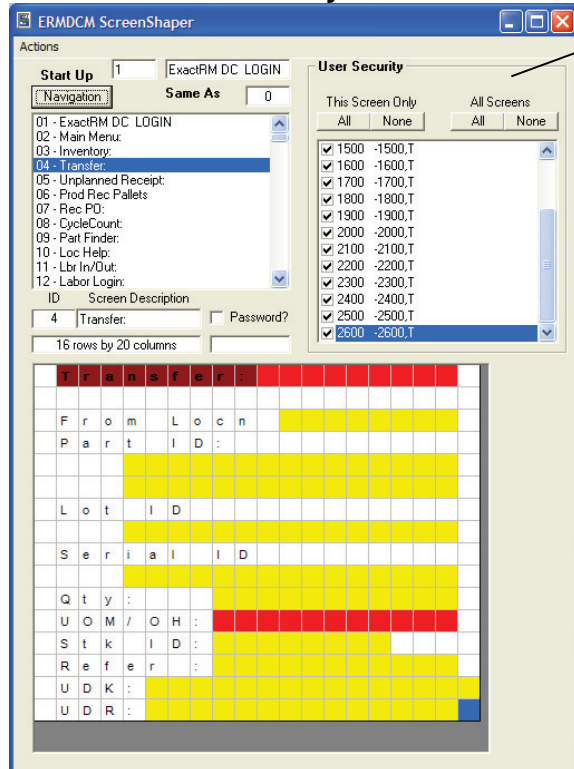 ERMDCM ScreenShaper
Actions
Start Up 1 ExactRM DC LOGIN
Navigation Same As 0
01 - ExactRM DC LOGIN
02 - Main Menu:
03 - Inventory:
04 - Transfer:
05 - Unplanned Receipt:
06 - Prod Rec Pallets
07 - Rec PO:
08 - CycleCount:
09 - Part Finder:
10 - Loc Help:
11 - Lbr In/Out:
12 - Labor Login:
ID Screen Description
4 Transfer: Password?
16 rows by 20 columns
User Security
This Screen Only All Screens
All None All None
1500 -1500,T
1600 -1600,T
1700 -1700,T
1800 -1800,T
1900 -1900,T
2000 -2000,T
2100 -2100,T
2200 -2200,T
2300 -2300,T
2400 -2400,T
2500 -2500,T
2600 -2600,T
Transfer:
From Locn
Part ID:
Lot ID
Serial ID
Qty:
UOM/OH:
Stk ID:
Refer :
UDK:
UDR: